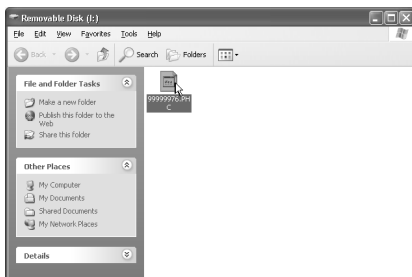 Removable Disk (I:)
File Edit View Favorites Tools Help
Back Search Folders
File and Folder Tasks
Make a new folder
Publish this folder to the
Web
Share this folder
99999976.PH
C
Other Places
My Computer
My Documents
Shared Documents
My Network Places
Details